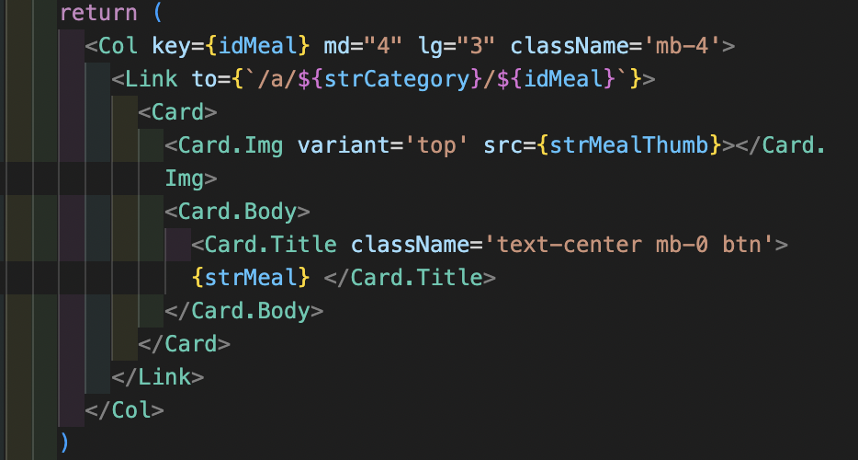 return (
<Col key={idMeal} md="4" lg="3" className='mb-4'>
<Link to={`/a/${strCategory}/${idMeal}`}>
<Card>
<Card.Img variant='top' src={strMealThumb}></Card.
Img>
<Card.Body>
<Card.Title className='text-center mb-0 btn'>
{strMeal} </Card.Title>
</Card.Body>
</Card>
</Link>
</Col>
)